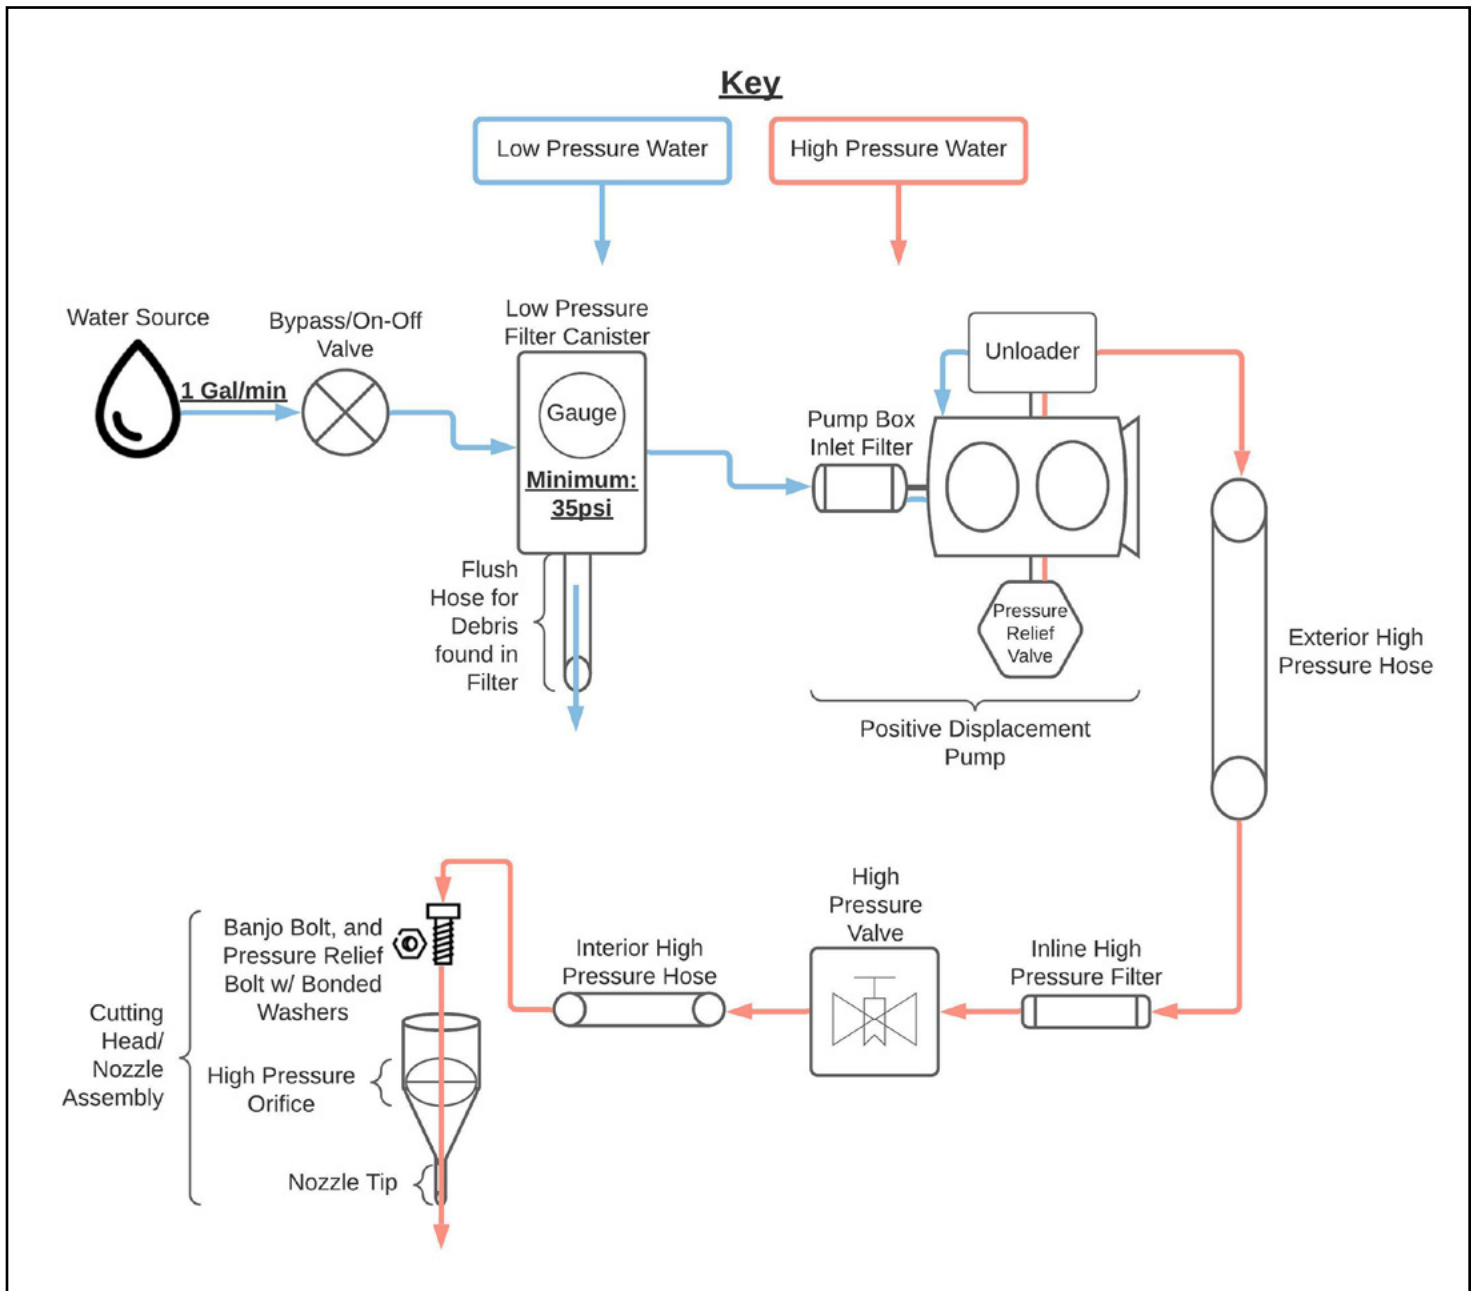 Key
Low Pressure Water
High Pressure Water
Water Source
Bypass/On-Off
Valve
1 Gal/min
Low Pressure
Filter Canister
Gauge
Minimum:
35psi
Flush
Hose for
Debris
found in
Filter
Pump Box
Inlet Filter
Unloader
Pressure
Relief
Valve
Positive Displacement
Pump
Exterior High
Pressure Hose
Inline High
Pressure Filter
High
Pressure
Valve
Interior High
Pressure Hose
Banjo Bolt, and
Pressure Relief
Bolt w/ Bonded
Washers
Cutting
Head/
Nozzle
Assembly
High Pressure
Orifice
Nozzle Tip